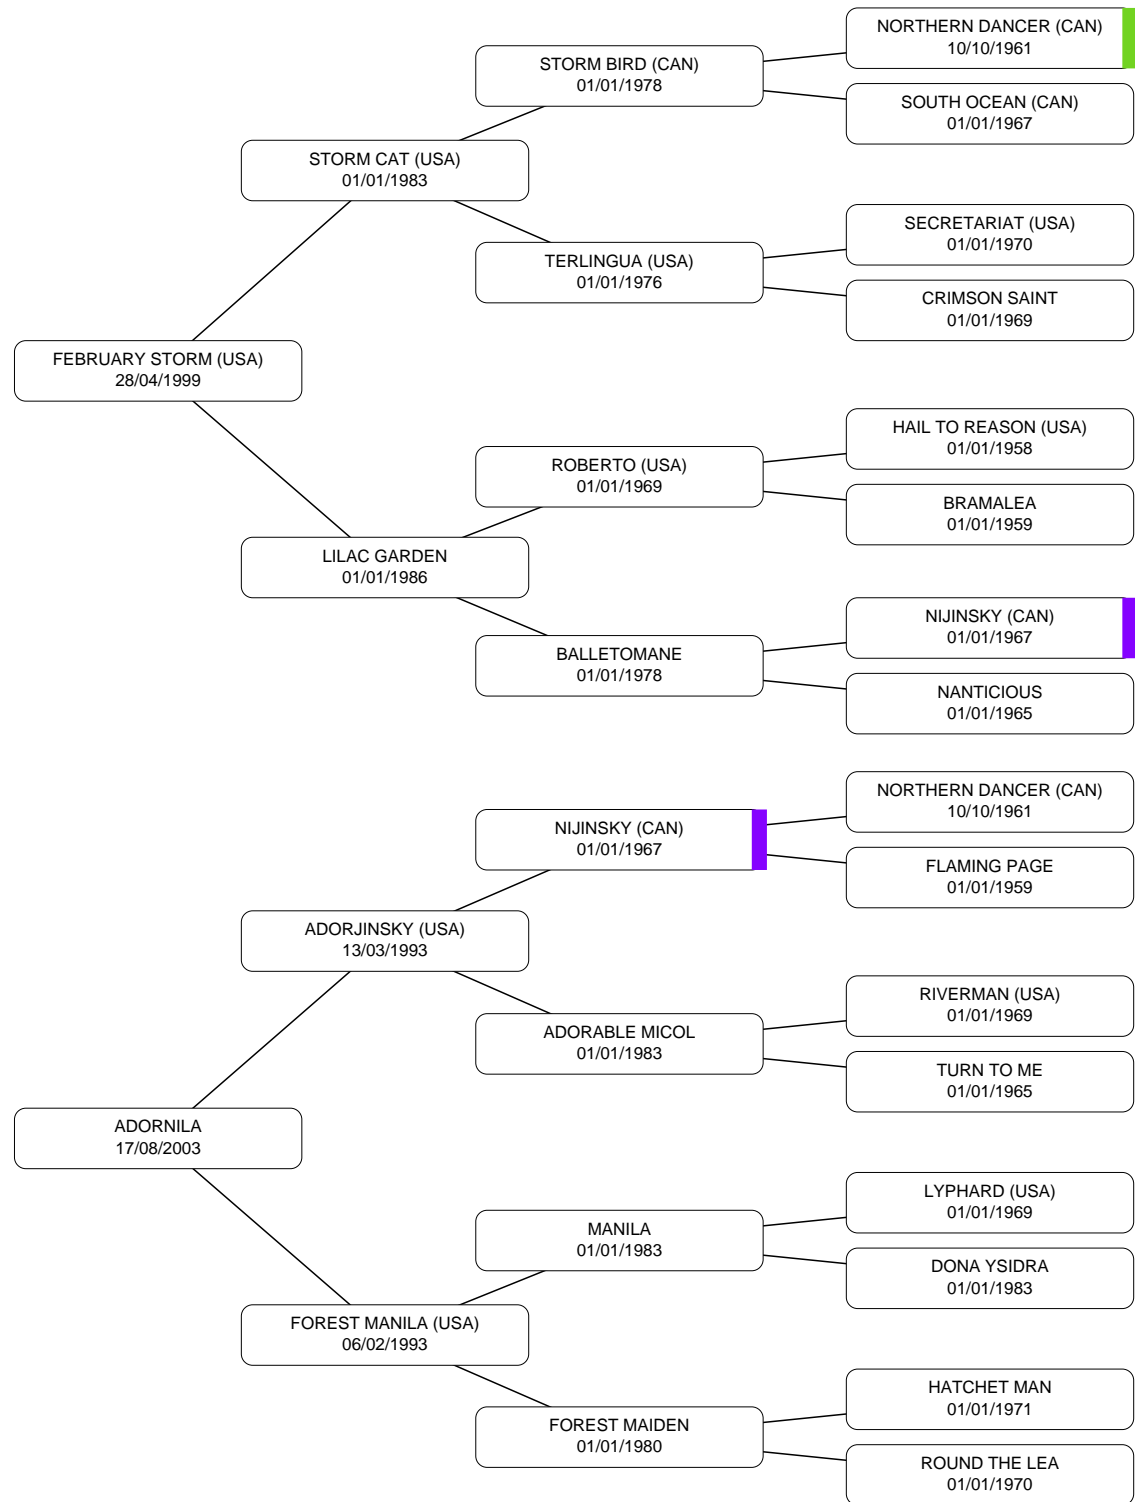 NORTHERN DANCER (CAN)
10/10/1961
STORM BIRD (CAN)
01/01/1978
SOUTH OCEAN (CAN)
01/01/1967
STORM CAT (USA)
01/01/1983
SECRETARIAT (USA)
01/01/1970
TERLINGUA (USA)
01/01/1976
CRIMSON SAINT
01/01/1969
FEBRUARY STORM (USA)
28/04/1999
HAIL TO REASON (USA)
01/01/1958
ROBERTO (USA)
01/01/1969
BRAMALEA
01/01/1959
LILAC GARDEN
01/01/1986
NIJINSKY (CAN)
01/01/1967
BALLETOMANE
01/01/1978
NANTICIOUS
01/01/1965
NORTHERN DANCER (CAN)
10/10/1961
NIJINSKY (CAN)
01/01/1967
FLAMING PAGE
01/01/1959
ADORJINSKY (USA)
13/03/1993
RIVERMAN (USA)
01/01/1969
ADORABLE MICOL
01/01/1983
TURN TO ME
01/01/1965
ADORNILA
17/08/2003
LYPHARD (USA)
01/01/1969
MANILA
01/01/1983
DONA YSIDRA
01/01/1983
FOREST MANILA (USA)
06/02/1993
HATCHET MAN
01/01/1971
FOREST MAIDEN
01/01/1980
ROUND THE LEA
01/01/1970